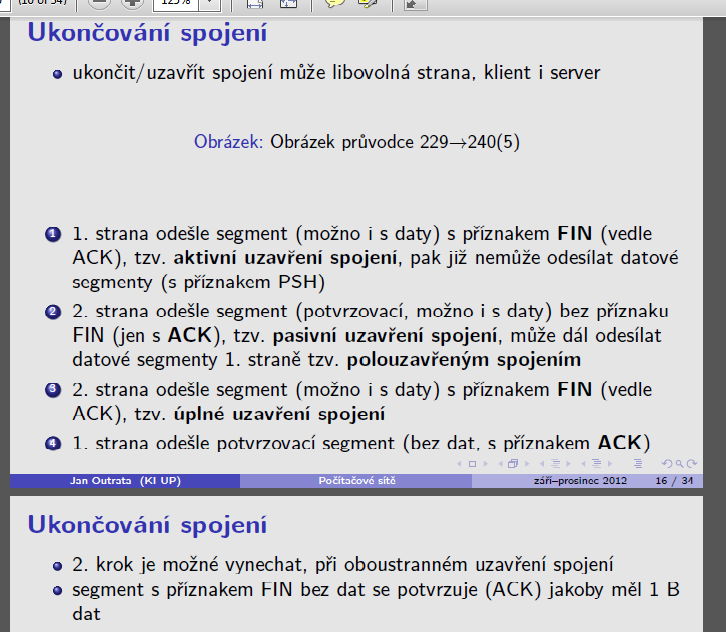 (16 of 34)
125%
Ukončování spojení
ukončit/uzavřít spojení může libovolná strana, klient i server
Obrázek: Obrázek průvodce 229→240(5)
1 1. strana odešle segment (možno i s daty) s příznakem FIN (vedle
ACK), tzv. aktivní uzavření spojení, pak již nemůže odesílat datové
segmenty (s příznakem PSH)
2 2. strana odešle segment (potvrzovací, možno i s daty) bez příznaku
FIN (jen s ACK), tzv. pasivní uzavření spojení, může dál odesílat
datové segmenty 1. straně tzv. polouzavřeným spojením
3 2. strana odešle segment (možno i s daty) s příznakem FIN (vedle
ACK), tzv. úplné uzavření spojení
4 1. strana odešle potvrzovací segment (bez dat, s příznakem ACK)
Jan Outrata (KI UP) Počítačové sítě září–prosinec 2012 16 / 34
Ukončování spojení
2. krok je možné vynechat, při oboustranném uzavření spojení
segment s příznakem FIN bez dat se potvrzuje (ACK) jakoby měl 1 B
dat